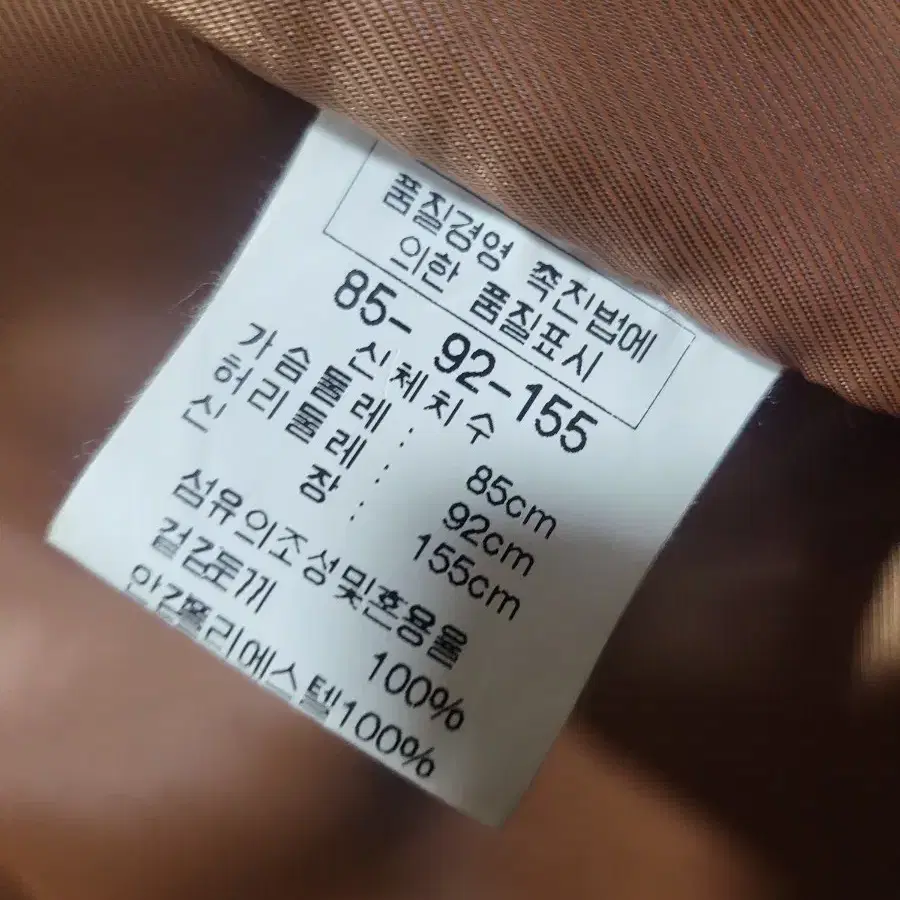 품질경영 촉진법에
의한 품질표시
85- 92-155
신체치수
가슴둘레: 85cm
허리둘레: 92cm
신 장: 155cm
섬유의조성및혼용율
겉감토끼 100%
안감폴리에스텔100%